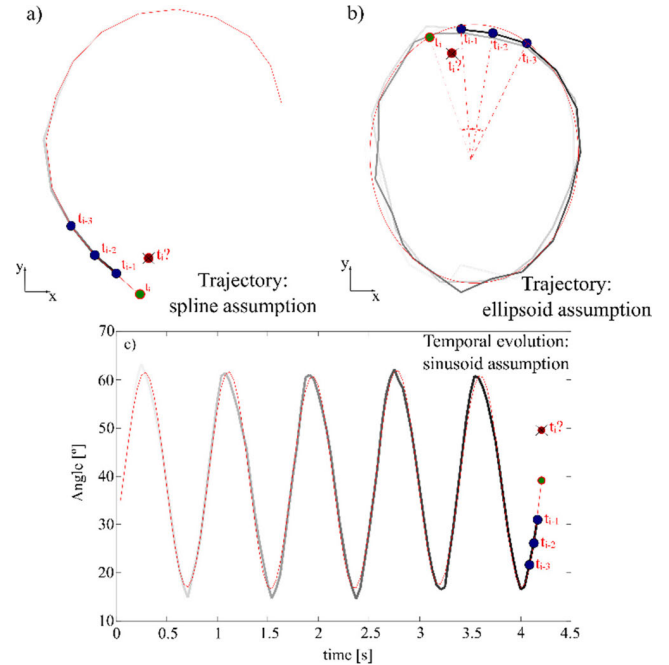 a)
t_{i-3}
t_{i-2}
t_{i-1}
t_i?
t_i
y
x
Trajectory:
spline assumption
b)
t_i
t_{i-1}
t_{i-2}
t_{i-3}
t_i?
y
x
Trajectory:
ellipsoid assumption
c)
Temporal evolution:
sinusoid assumption
70
60
50
40
30
20
10
Angle [º]
t_i?
t_{i-1}
t_{i-2}
t_{i-3}
0 0.5 1 1.5 2 2.5 3 3.5 4 4.5
time [s]